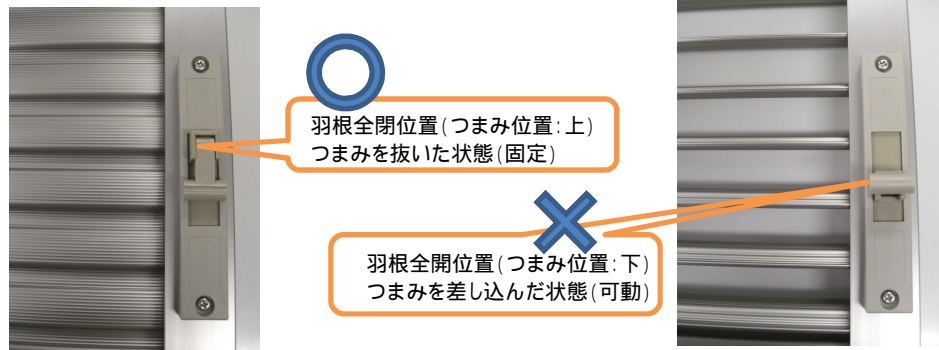 羽根全閉位置(つまみ位置:上)
つまみを抜いた状態(固定)
羽根全開位置(つまみ位置:下)
つまみを差し込んだ状態(可動)